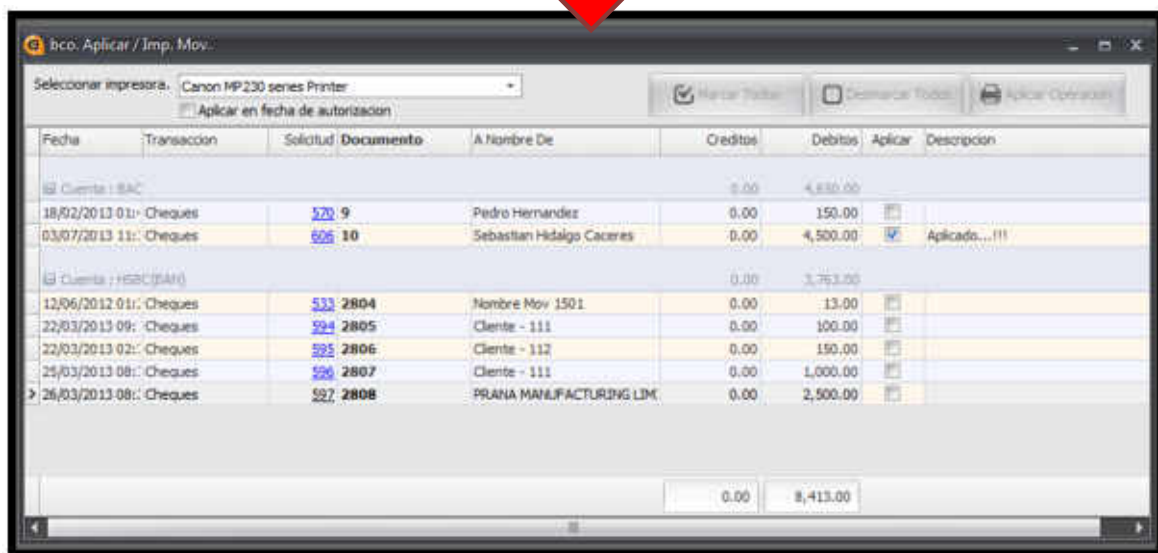 bco. Aplicar / Imp. Mov..
Seleccionar impresora. Canon MP230 series Printer
Aplicar en fecha de autorizacion
Marcar Todos Desmarcar Todos Aplicar Operacion
Fecha Transaccion Solicitud Documento A Nombre De Creditos Debitos Aplicar Descripcion
Cuenta : BAC 0.00 4,650.00
18/02/2013 01: Cheques 570 9 Pedro Hernandez 0.00 150.00
03/07/2013 11: Cheques 606 10 Sebastian Hidalgo Caceres 0.00 4,500.00 Aplicado...!!!
Cuenta : HSBC(BAN) 0.00 3,763.00
12/06/2012 01: Cheques 533 2804 Nombre Mov 1501 0.00 13.00
22/03/2013 09: Cheques 594 2805 Cliente - 111 0.00 100.00
22/03/2013 02: Cheques 595 2806 Cliente - 112 0.00 150.00
25/03/2013 08: Cheques 596 2807 Cliente - 111 0.00 1,000.00
26/03/2013 08: Cheques 597 2808 PRANA MANUFACTURING LIM 0.00 2,500.00
0.00 8,413.00